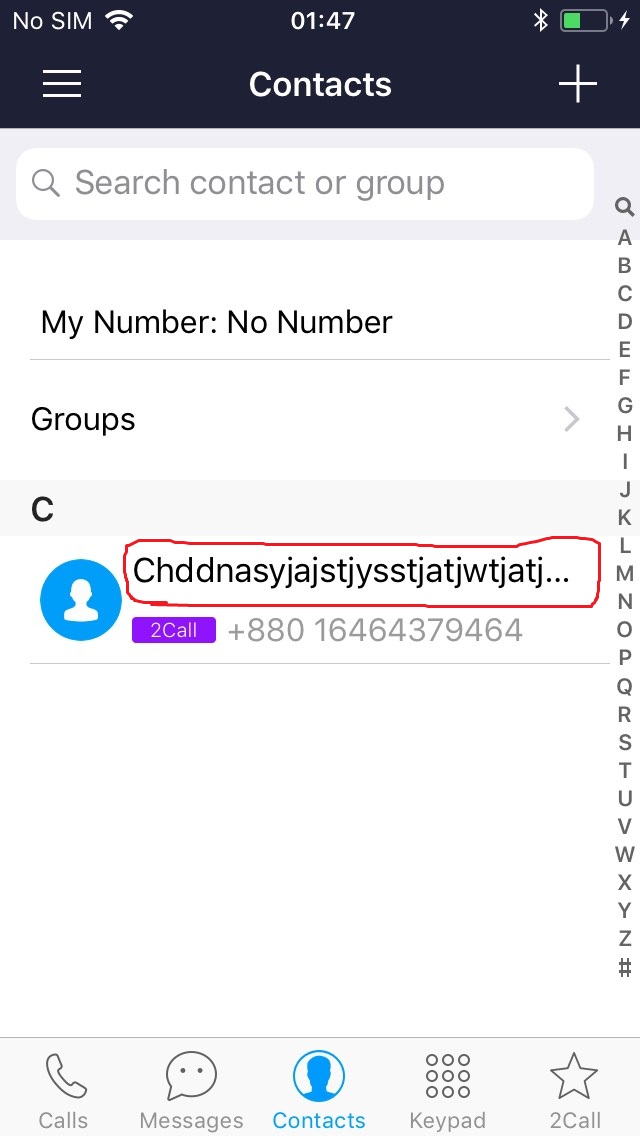 No SIM 01:47
Contacts
Search contact or group
My Number: No Number
Groups
C
Chddnasyjajstjysstjatjwtjatj...
2Call +880 16464379464
A
B
C
D
E
F
G
H
I
J
K
L
M
N
O
P
Q
R
S
T
U
V
W
X
Y
Z
#
Calls Messages Contacts Keypad 2Call